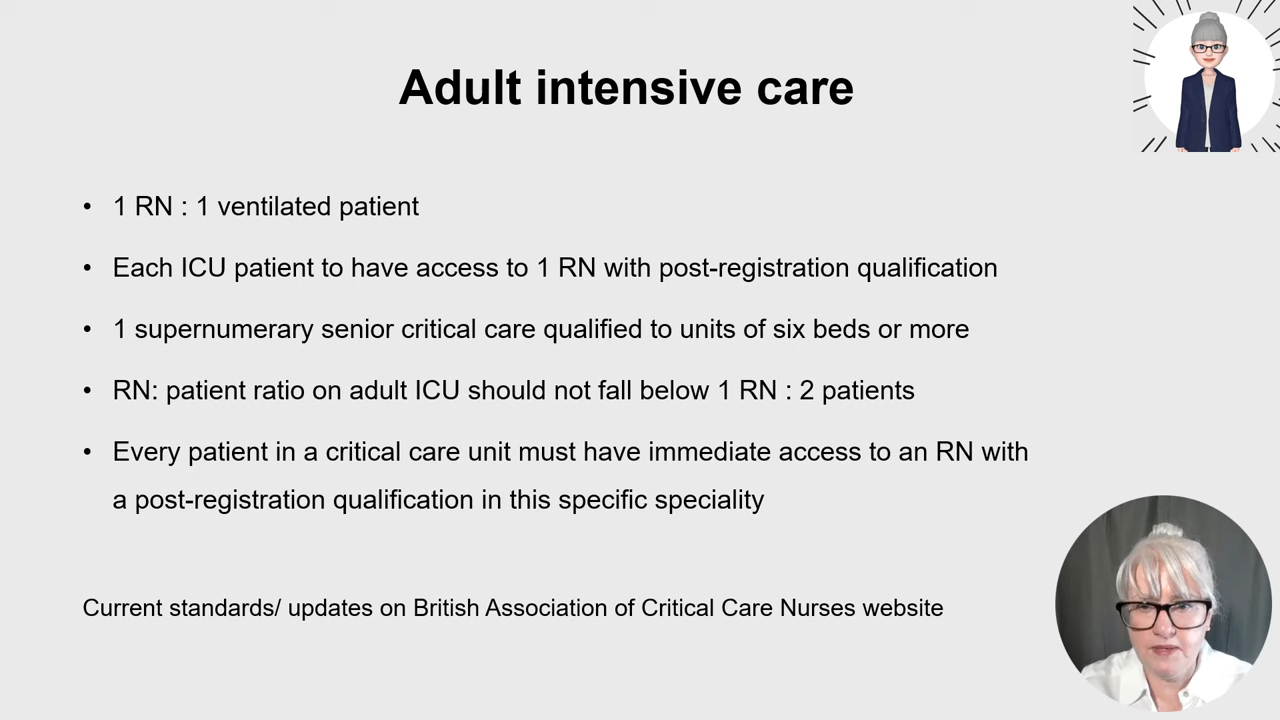 Adult intensive care
• 1 RN : 1 ventilated patient
• Each ICU patient to have access to 1 RN with post-registration qualification
• 1 supernumerary senior critical care qualified to units of six beds or more
• RN: patient ratio on adult ICU should not fall below 1 RN : 2 patients
• Every patient in a critical care unit must have immediate access to an RN with
a post-registration qualification in this specific speciality
Current standards/ updates on British Association of Critical Care Nurses website